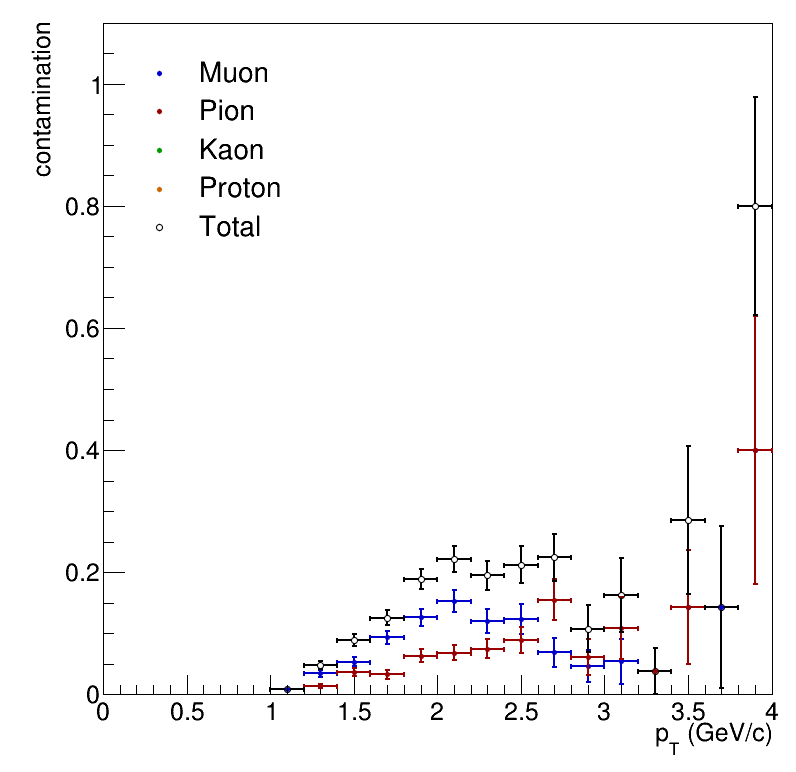 contamination
1
0.8
0.6
0.4
0.2
0
Muon
Pion
Kaon
Proton
Total
0 0.5 1 1.5 2 2.5 3 3.5 4
p_T (GeV/c)